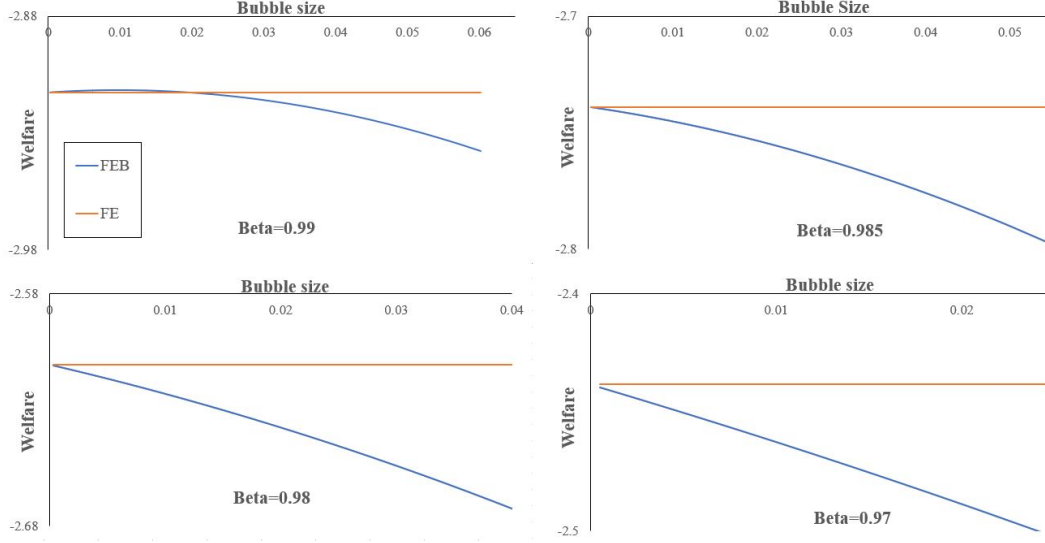 Bubble size
-2.88
0 0.01 0.02 0.03 0.04 0.05 0.06
Welfare
FEB
FE
Beta=0.99
-2.98
Bubble Size
-2.7
0 0.01 0.02 0.03 0.04 0.05
Welfare
Beta=0.985
-2.8
Bubble size
-2.58
0 0.01 0.02 0.03 0.04
Welfare
Beta=0.98
-2.68
Bubble size
-2.4
0 0.01 0.02
Welfare
Beta=0.97
-2.5